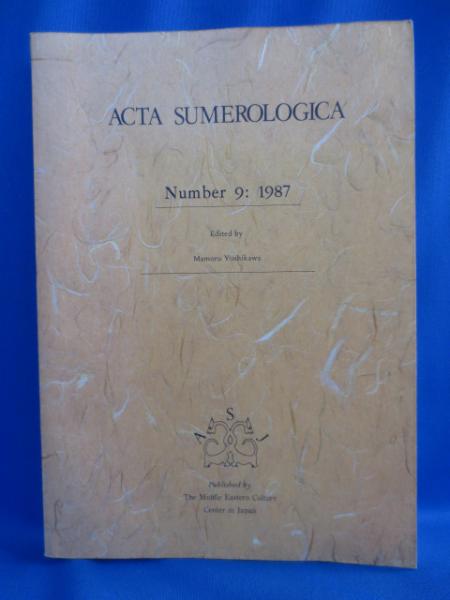 ACTA SUMEROLOGICA
Number 9: 1987
Edited by
Mamoru Yoshikawa
A S J
Published by
The Middle Eastern Culture
Center in Japan